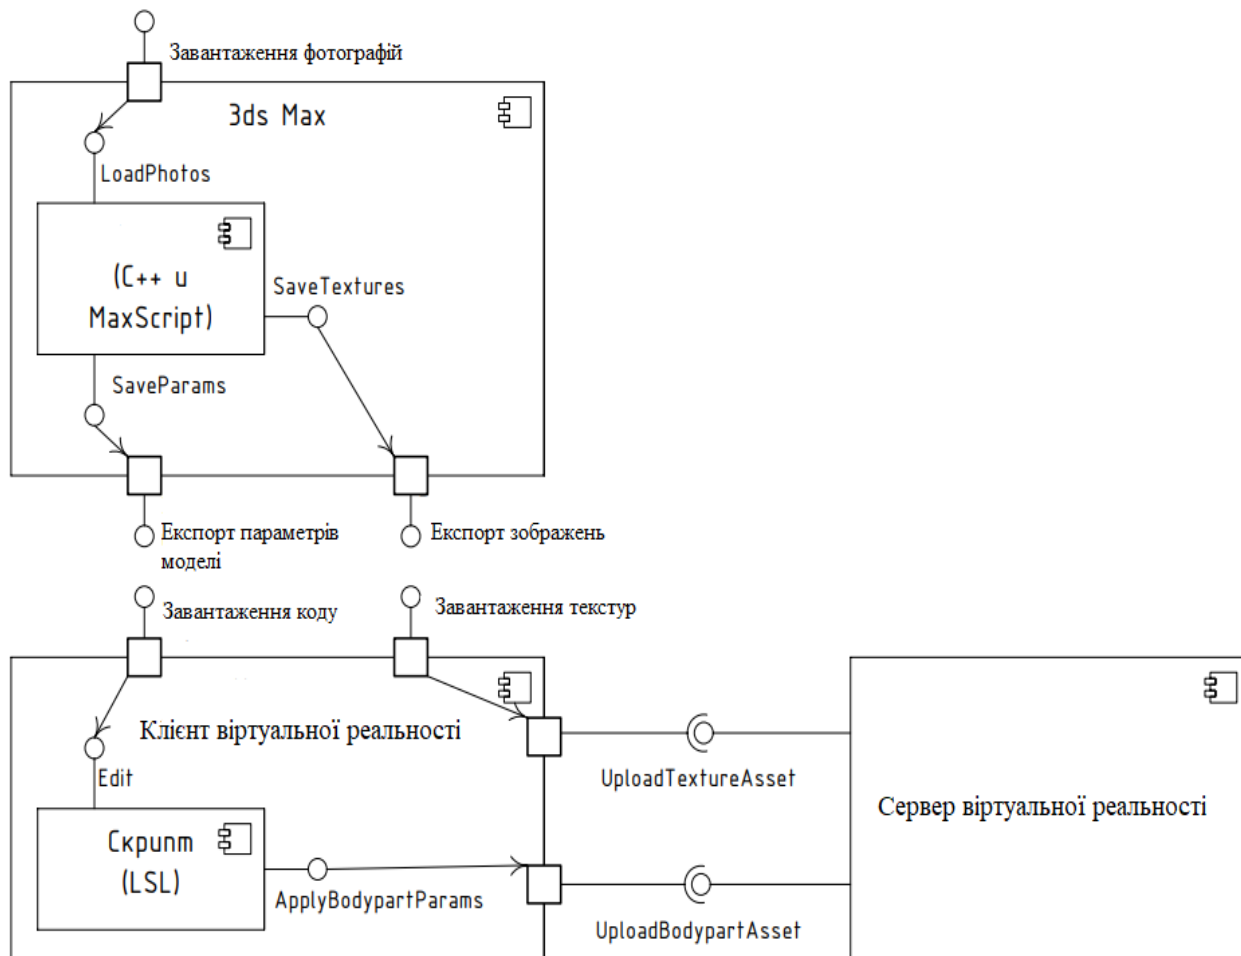 Завантаження фотографій
3ds Max
LoadPhotos
(C++ и
MaxScript)
SaveTextures
SaveParams
Експорт параметрів
моделі
Експорт зображень
Завантаження коду
Завантаження текстур
Клієнт віртуальної реальності
Edit
UploadTextureAsset
Сервер віртуальної реальності
Скрипт
(LSL)
ApplyBodypartParams
UploadBodypartAsset